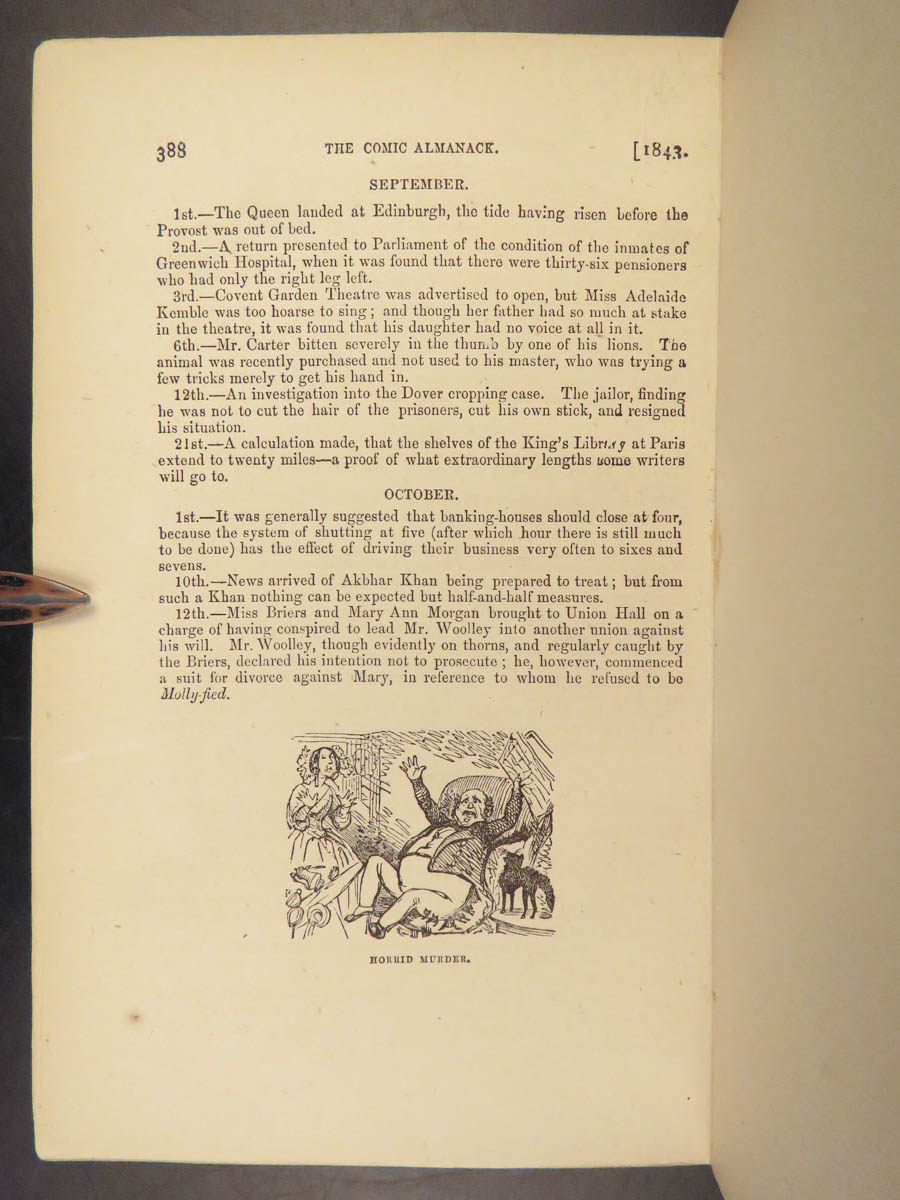 388 THE COMIC ALMANACK. [1843.
SEPTEMBER.
1st.—The Queen landed at Edinburgh, the tide having risen before the
Provost was out of bed.
2nd.—A return presented to Parliament of the condition of the inmates of
Greenwich Hospital, when it was found that there were thirty-six pensioners
who had only the right leg left.
3rd.—Covent Garden Theatre was advertised to open, but Miss Adelaide
Kemble was too hoarse to sing; and though her father had so much at stake
in the theatre, it was found that his daughter had no voice at all in it.
6th.—Mr. Carter bitten severely in the thumb by one of his lions. The
animal was recently purchased and not used to his master, who was trying a
few tricks merely to get his hand in.
12th.—An investigation into the Dover cropping case. The jailor, finding
he was not to cut the hair of the prisoners, cut his own stick, and resigned
his situation.
21st.—A calculation made, that the shelves of the King's Library at Paris
extend to twenty miles—a proof of what extraordinary lengths some writers
will go to.
OCTOBER.
1st.—It was generally suggested that banking-houses should close at four,
because the system of shutting at five (after which hour there is still much
to be done) has the effect of driving their business very often to sixes and
sevens.
10th.—News arrived of Akbhar Khan being prepared to treat; but from
such a Khan nothing can be expected but half-and-half measures.
12th.—Miss Briers and Mary Ann Morgan brought to Union Hall on a
charge of having conspired to lead Mr. Woolley into another union against
his will. Mr. Woolley, though evidently on thorns, and regularly caught by
the Briers, declared his intention not to prosecute; he, however, commenced
a suit for divorce against Mary, in reference to whom he refused to be
Molly-fied.
HORRID MURDER.